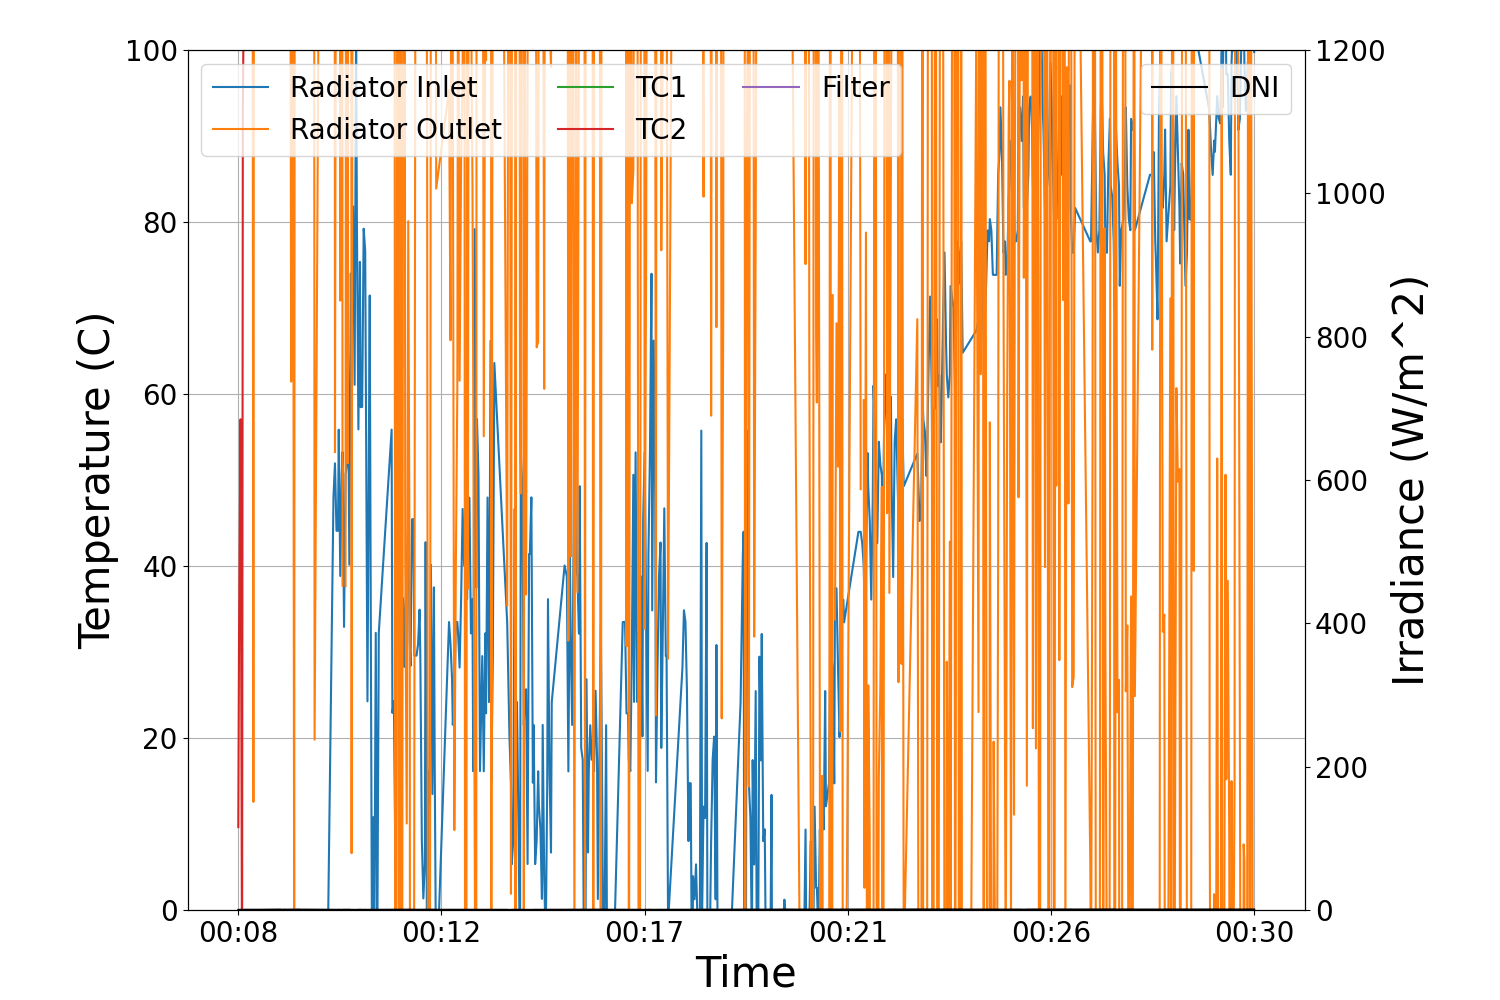 100
80
60
40
20
0
Temperature (C)
Radiator Inlet
Radiator Outlet
TC1
TC2
Filter
DNI
1200
1000
800
600
400
200
0
Irradiance (W/m^2)
00:08 00:12 00:17 00:21 00:26 00:30
Time